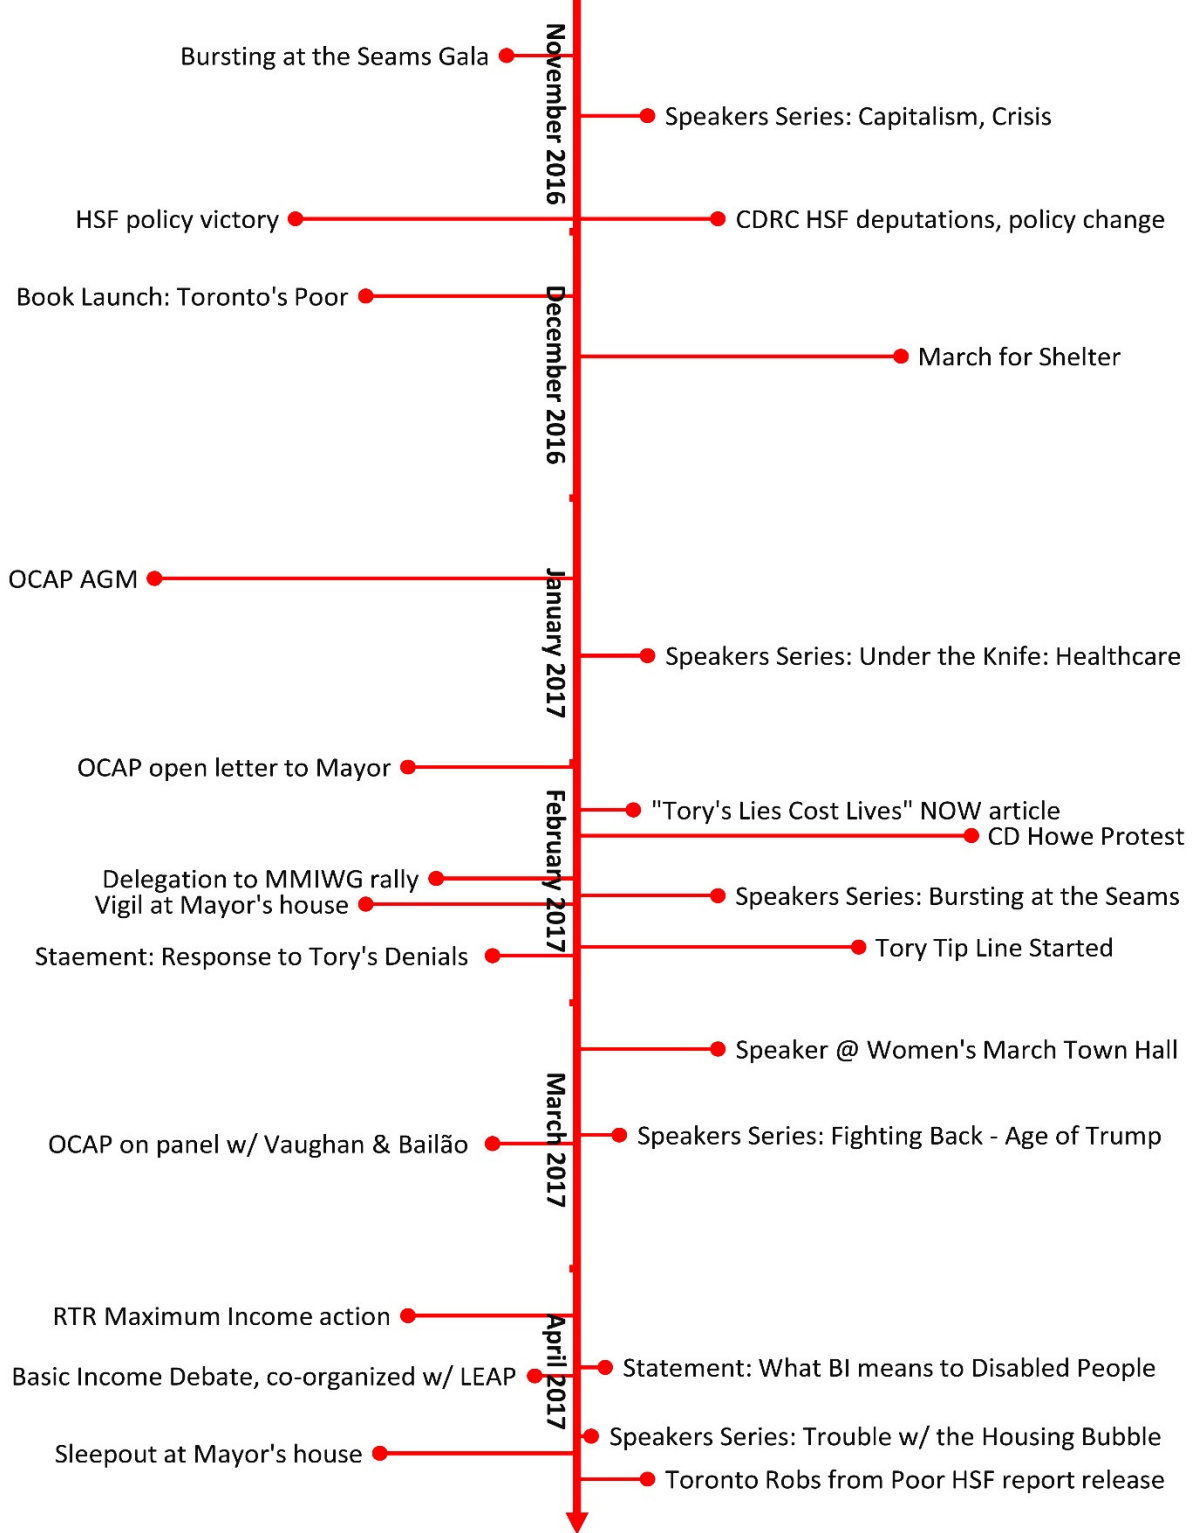 Bursting at the Seams Gala
November 2016
Speakers Series: Capitalism, Crisis
HSF policy victory
CDRC HSF deputations, policy change
Book Launch: Toronto's Poor
December 2016
March for Shelter
OCAP AGM
January 2017
Speakers Series: Under the Knife: Healthcare
OCAP open letter to Mayor
February 2017
"Tory's Lies Cost Lives" NOW article
CD Howe Protest
Delegation to MMIWG rally
Speakers Series: Bursting at the Seams
Vigil at Mayor's house
Tory Tip Line Started
Staement: Response to Tory's Denials
Speaker @ Women's March Town Hall
March 2017
Speakers Series: Fighting Back - Age of Trump
OCAP on panel w/ Vaughan & Bailão
RTR Maximum Income action
April 2017
Statement: What BI means to Disabled People
Basic Income Debate, co-organized w/ LEAP
Speakers Series: Trouble w/ the Housing Bubble
Sleepout at Mayor's house
Toronto Robs from Poor HSF report release